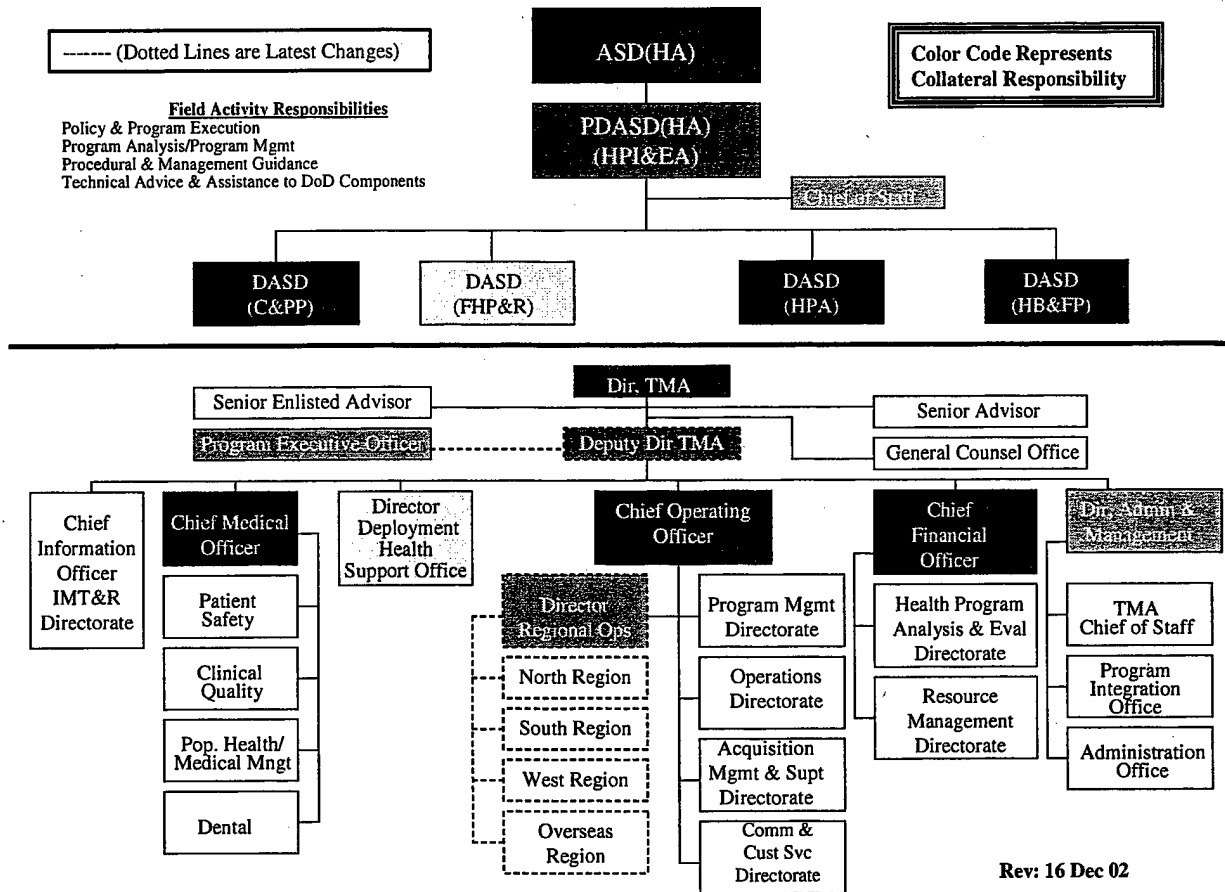 ------- (Dotted Lines are Latest Changes)
ASD(HA)
Color Code Represents
Collateral Responsibility
Field Activity Responsibilities
Policy & Program Execution
Program Analysis/Program Mgmt
Procedural & Management Guidance
Technical Advice & Assistance to DoD Components
PDASD(HA)
(HPI&EA)
Chief of Staff
DASD
(C&PP)
DASD
(FHP&R)
DASD
(HPA)
DASD
(HB&FP)
Dir, TMA
Senior Enlisted Advisor
Senior Advisor
Program Executive Officer
Deputy Dir TMA
General Counsel Office
Chief
Information
Officer
IMT&R
Directorate
Chief Medical
Officer
Patient
Safety
Clinical
Quality
Pop. Health/
Medical Mngt
Dental
Director
Deployment
Health
Support Office
Chief Operating
Officer
Director
Regional Ops
North Region
South Region
West Region
Overseas
Region
Program Mgmt
Directorate
Operations
Directorate
Acquisition
Mgmt & Supt
Directorate
Comm &
Cust Svc
Directorate
Chief
Financial
Officer
Health Program
Analysis & Eval
Directorate
Resource
Management
Directorate
Dir, Admin &
Management
TMA
Chief of Staff
Program
Integration
Office
Administration
Office
Rev: 16 Dec 02